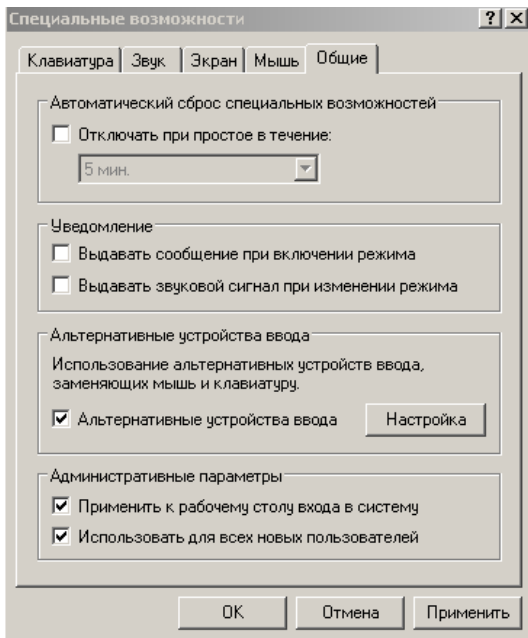 Специальные возможности
Клавиатура Звук Экран Мышь Общие
Автоматический сброс специальных возможностей
Отключать при простое в течение:
5 мин.
Уведомление
Выдавать сообщение при включении режима
Выдавать звуковой сигнал при изменении режима
Альтернативные устройства ввода
Использование альтернативных устройств ввода,
заменяющих мышь и клавиатуру.
Альтернативные устройства ввода Настройка
Административные параметры
Применить к рабочему столу входа в систему
Использовать для всех новых пользователей
OK Отмена Применить